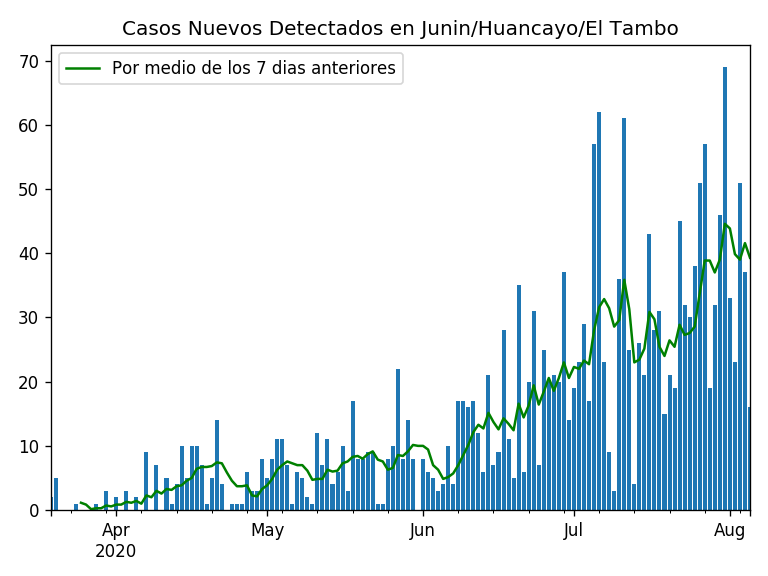 Casos Nuevos Detectados en Junin/Huancayo/El Tambo
Por medio de los 7 dias anteriores
70
60
50
40
30
20
10
0
Apr
2020
May
Jun
Jul
Aug